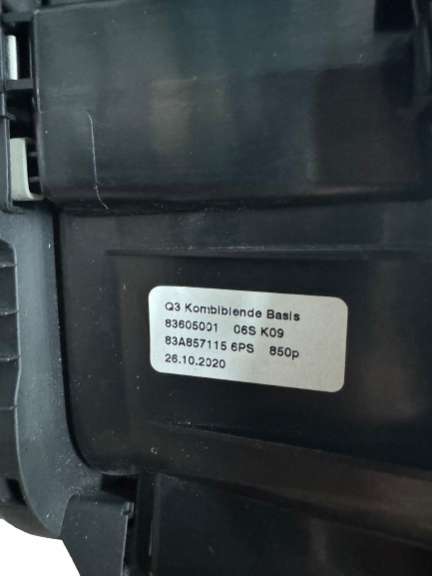 Q3 Kombiblende Basis
83605001 06S K09
83A857115 6PS 850p
26.10.2020